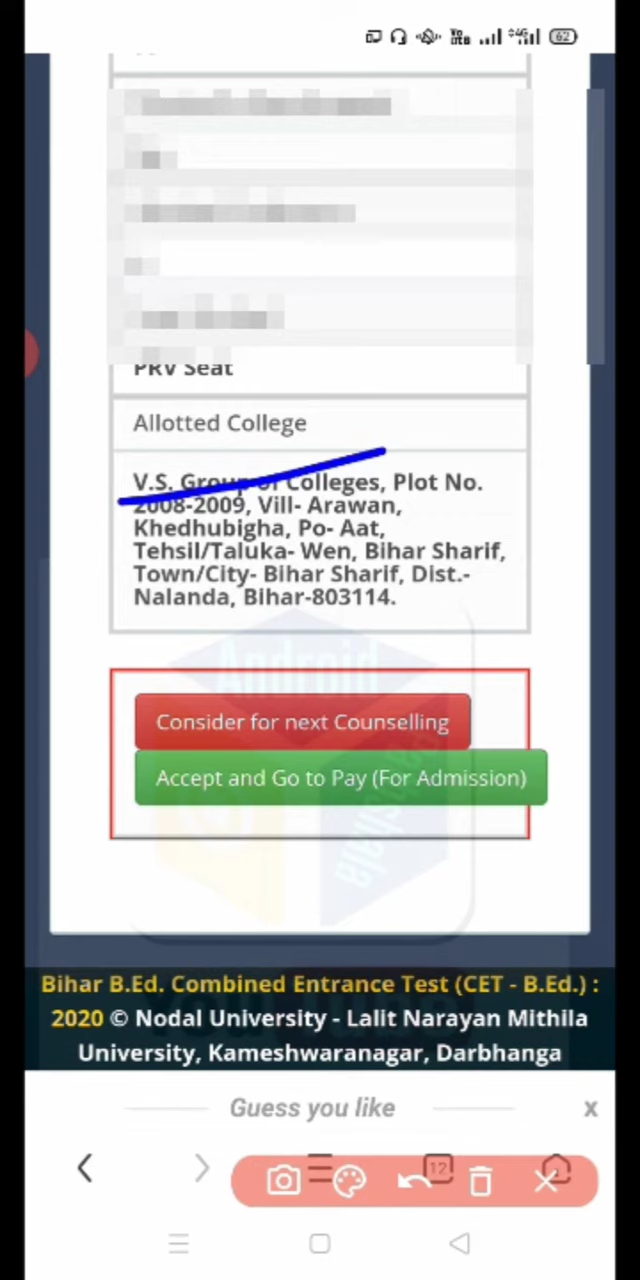 62
PRV Seat
Allotted College
V.S. Group of Colleges, Plot No.
2008-2009, Vill- Arawan,
Khedhubigha, Po- Aat,
Tehsil/Taluka- Wen, Bihar Sharif,
Town/City- Bihar Sharif, Dist.-
Nalanda, Bihar-803114.
Android
Consider for next Counselling
Accept and Go to Pay (For Admission)
Bihar B.Ed. Combined Entrance Test (CET - B.Ed.) :
2020 © Nodal University - Lalit Narayan Mithila
University, Kameshwaranagar, Darbhanga
Guess you like x
12